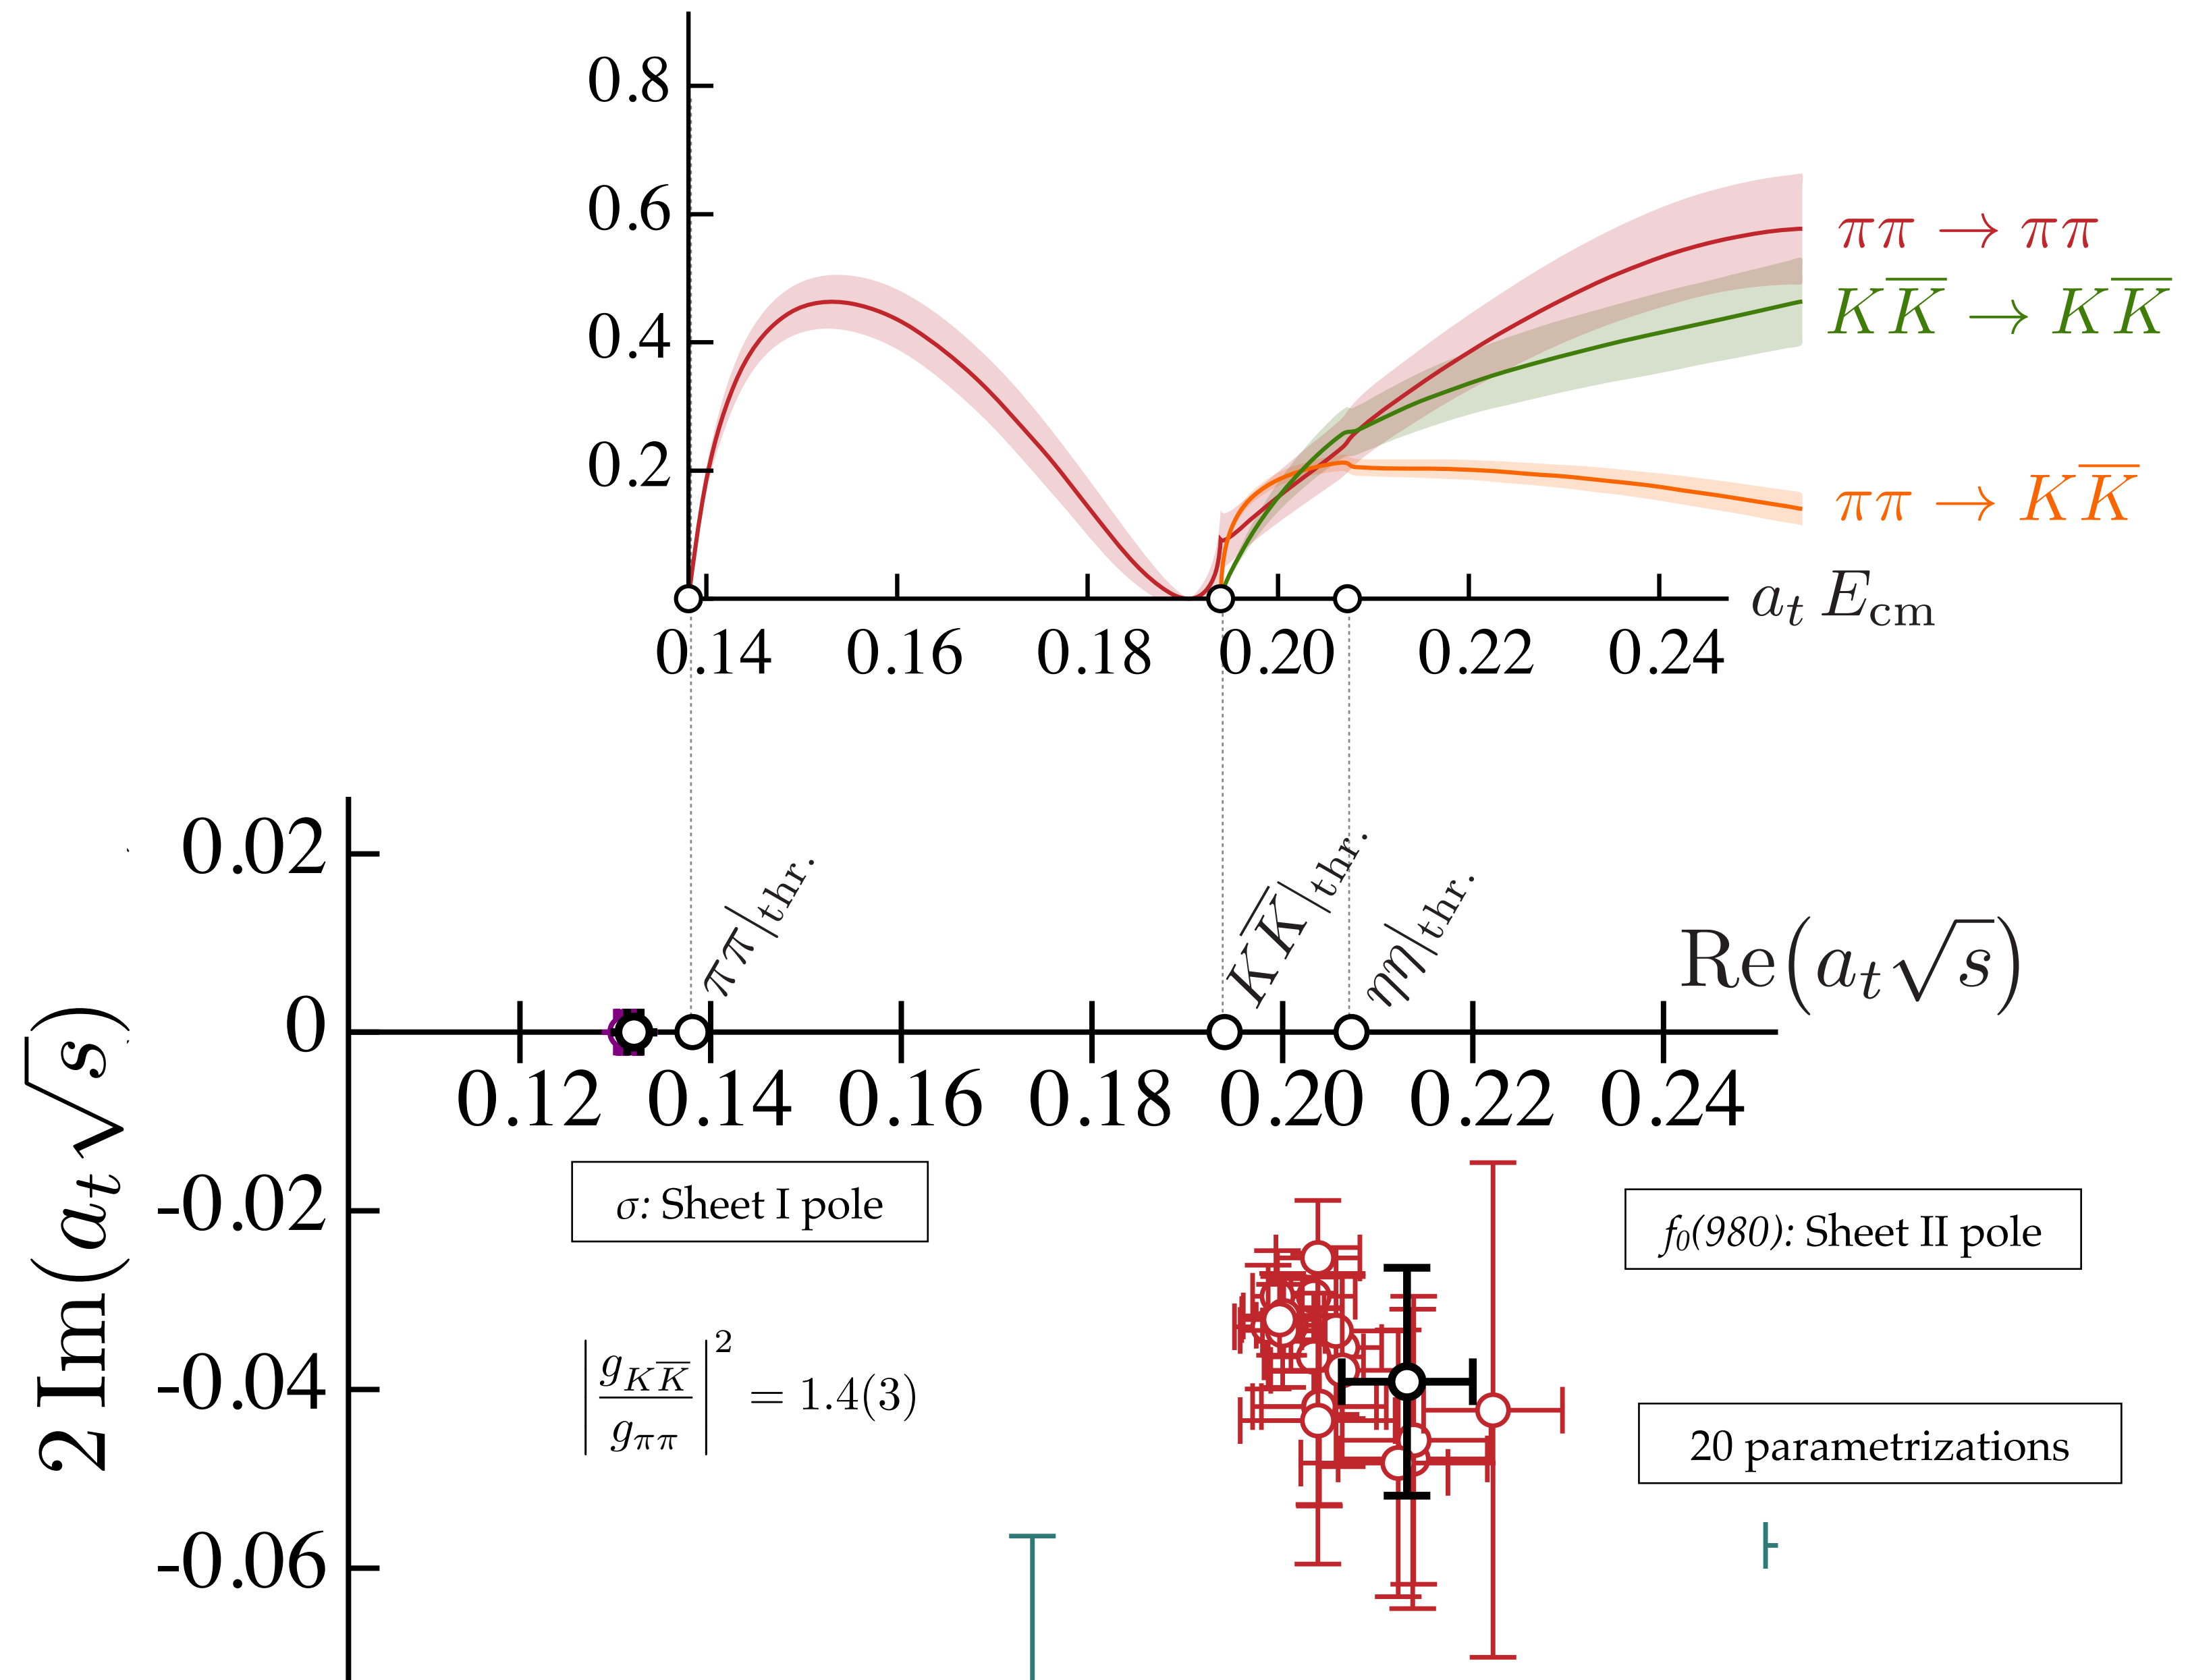 0.8
0.6
0.4
0.2
ππ → ππ
KK̅ → KK̅
ππ → KK̅
aₜ E_cm
0.14 0.16 0.18 0.20 0.22 0.24
ππ|thr.
KK̅|thr.
ηη|thr.
Re(aₜ√s)
2 Im(aₜ√s)
0.02
0
-0.02
-0.04
-0.06
0.12 0.14 0.16 0.18 0.20 0.22 0.24
σ: Sheet I pole
f₀(980): Sheet II pole
|g_KK̅ / g_ππ|² = 1.4(3)
20 parametrizations